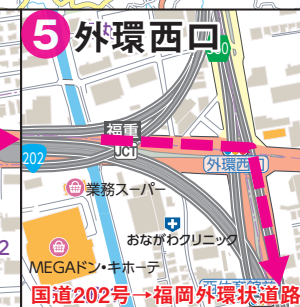 5 外環西口
福重
JCT
202
外環西口
業務スーパー
おながわクリニック
MEGAドン・キホーテ
2
国道202号→福岡外環状道路